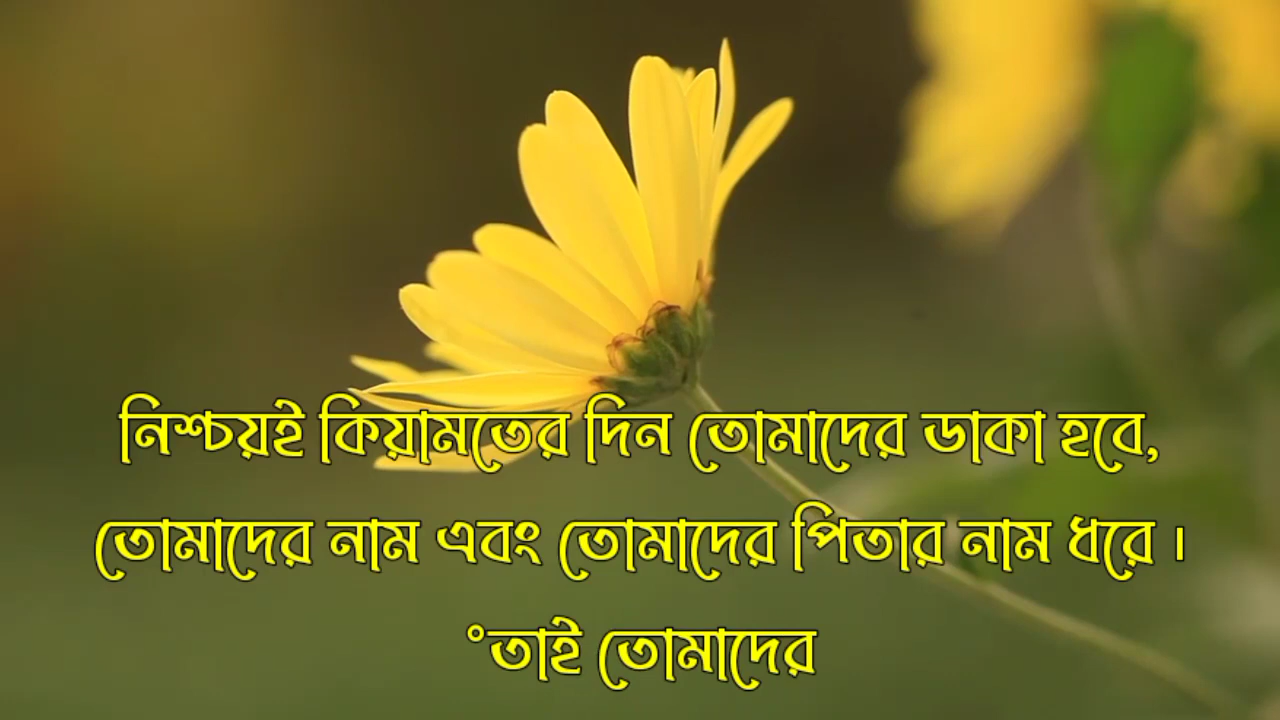 নিশ্চয়ই কিয়ামতের দিন তোমাদের ডাকা হবে,
তোমাদের নাম এবং তোমাদের পিতার নাম ধরে ।
°তাই তোমাদের